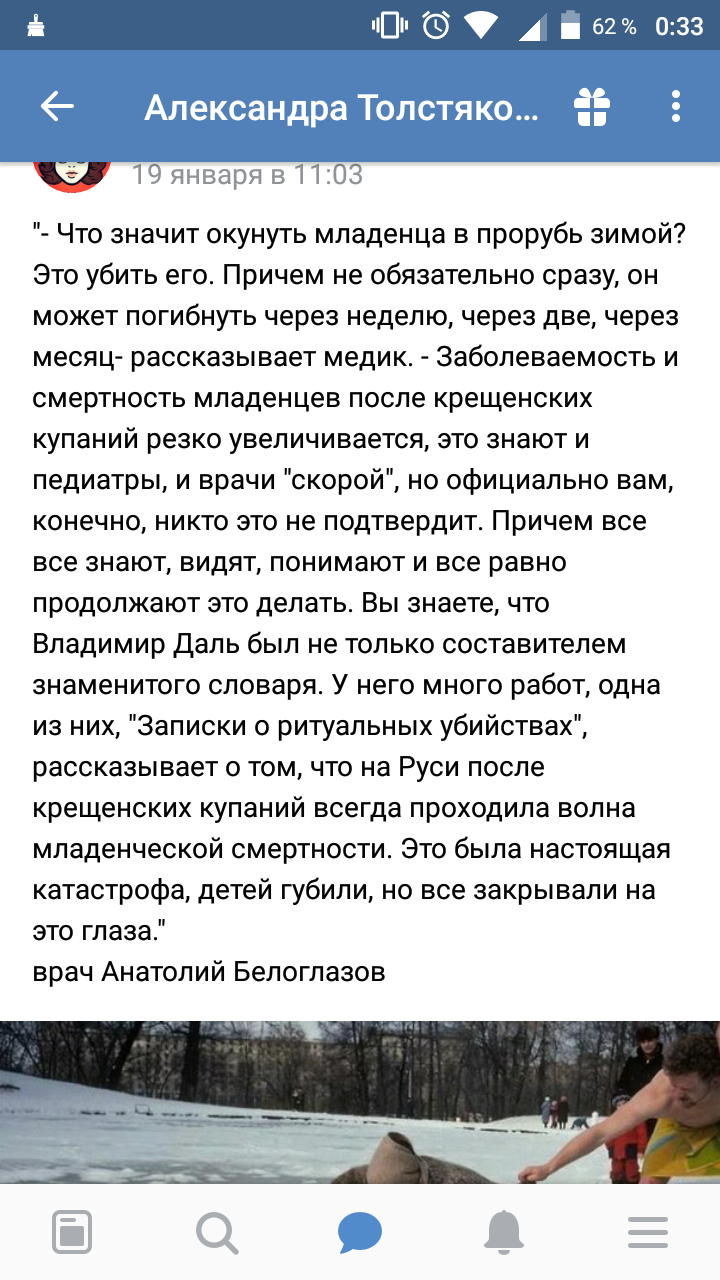 62 % 0:33
Александра Толстяко...
19 января в 11:03
"- Что значит окунуть младенца в прорубь зимой?
Это убить его. Причем не обязательно сразу, он
может погибнуть через неделю, через две, через
месяц- рассказывает медик. - Заболеваемость и
смертность младенцев после крещенских
купаний резко увеличивается, это знают и
педиатры, и врачи "скорой", но официально вам,
конечно, никто это не подтвердит. Причем все
все знают, видят, понимают и все равно
продолжают это делать. Вы знаете, что
Владимир Даль был не только составителем
знаменитого словаря. У него много работ, одна
из них, "Записки о ритуальных убийствах",
рассказывает о том, что на Руси после
крещенских купаний всегда проходила волна
младенческой смертности. Это была настоящая
катастрофа, детей губили, но все закрывали на
это глаза."
врач Анатолий Белоглазов